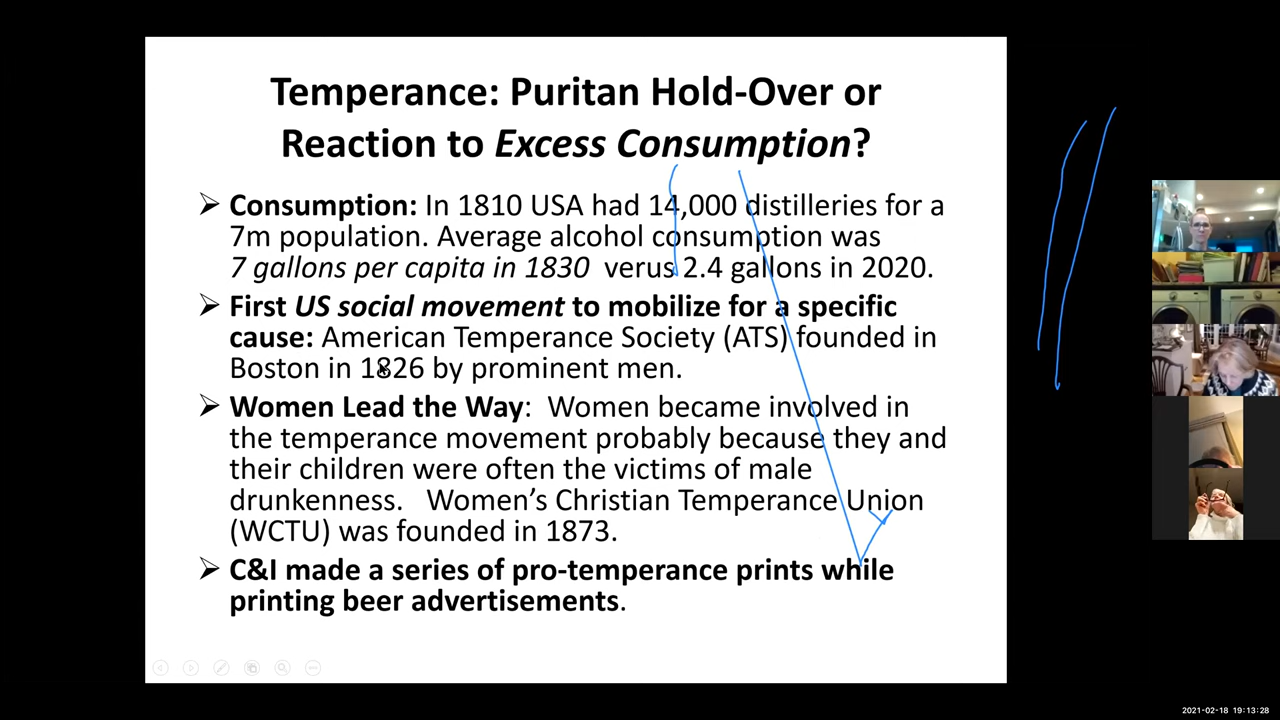 Temperance: Puritan Hold-Over or
Reaction to Excess Consumption?
➢ Consumption: In 1810 USA had 14,000 distilleries for a
7m population. Average alcohol consumption was
7 gallons per capita in 1830 verus 2.4 gallons in 2020.
➢ First US social movement to mobilize for a specific
cause: American Temperance Society (ATS) founded in
Boston in 1826 by prominent men.
➢ Women Lead the Way: Women became involved in
the temperance movement probably because they and
their children were often the victims of male
drunkenness. Women’s Christian Temperance Union
(WCTU) was founded in 1873.
➢ C&I made a series of pro-temperance prints while
printing beer advertisements.
2021-02-18 19:13:28